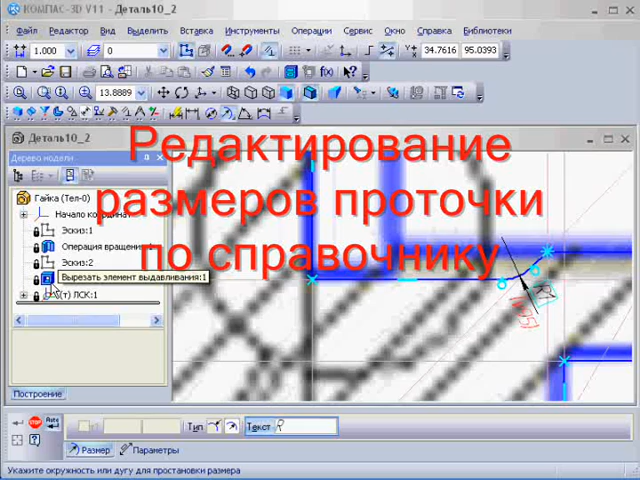 КОМПАС-3D V11 - Деталь10_2
Файл Редактор Вид Выделить Вставка Инструменты Операции Сервис Окно Справка Библиотеки
1.000 0 34.7616 95.0393
13.8889
f(x)
Деталь10_2
Редактирование
размеров проточки
по справочнику
Дерево модели
Гайка (Тел-0)
Начало координат
Эскиз:1
Операция вращения:1
Эскиз:2
Вырезать элемент выдавливания:1
(т) ЛСК:1
Построение
Тип Текст R
Размер Параметры
Укажите окружность или дугу для простановки размера